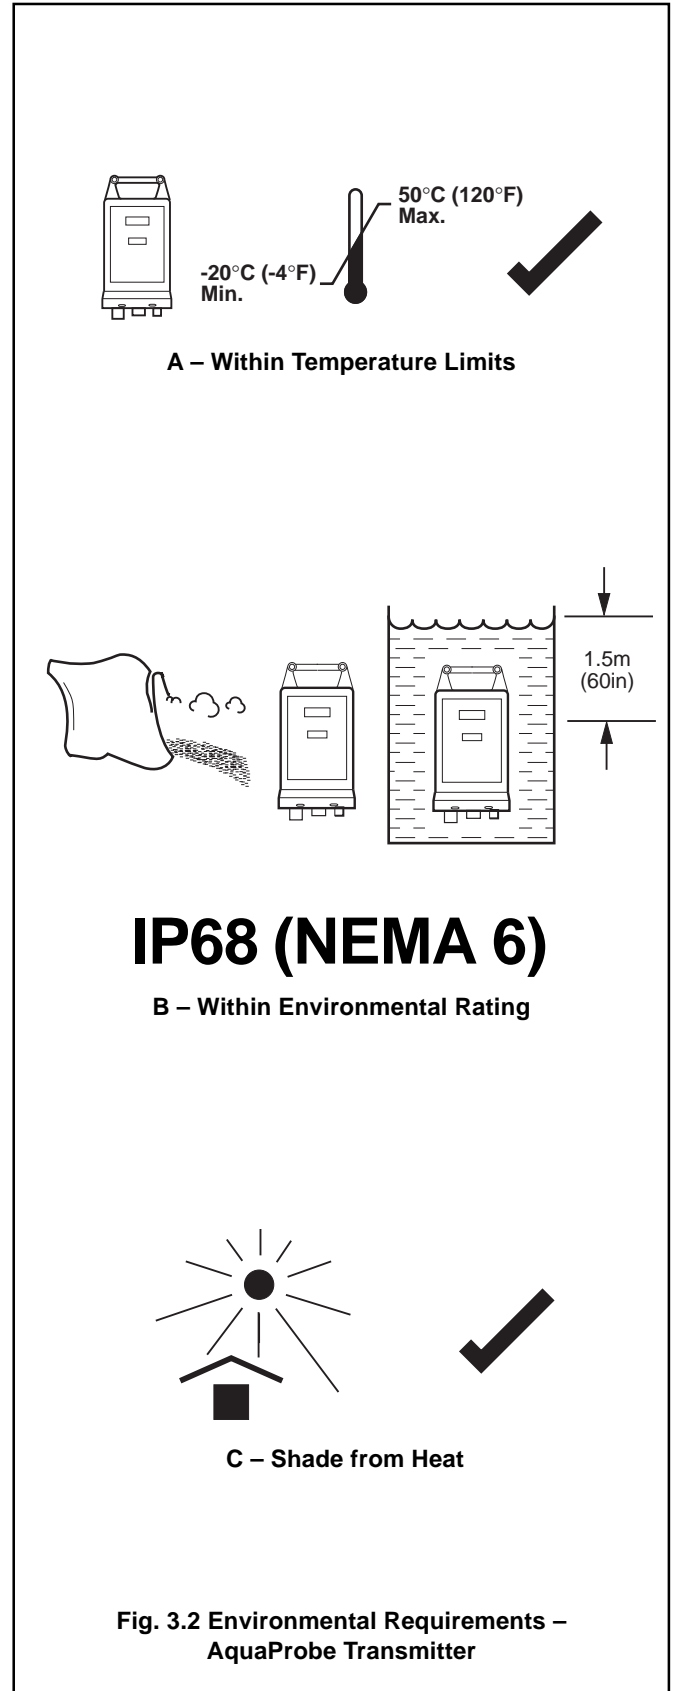 50°C (120°F)
Max.
-20°C (-4°F)
Min.
A – Within Temperature Limits
1.5m
(60in)
IP68 (NEMA 6)
B – Within Environmental Rating
C – Shade from Heat
Fig. 3.2 Environmental Requirements –
AquaProbe Transmitter